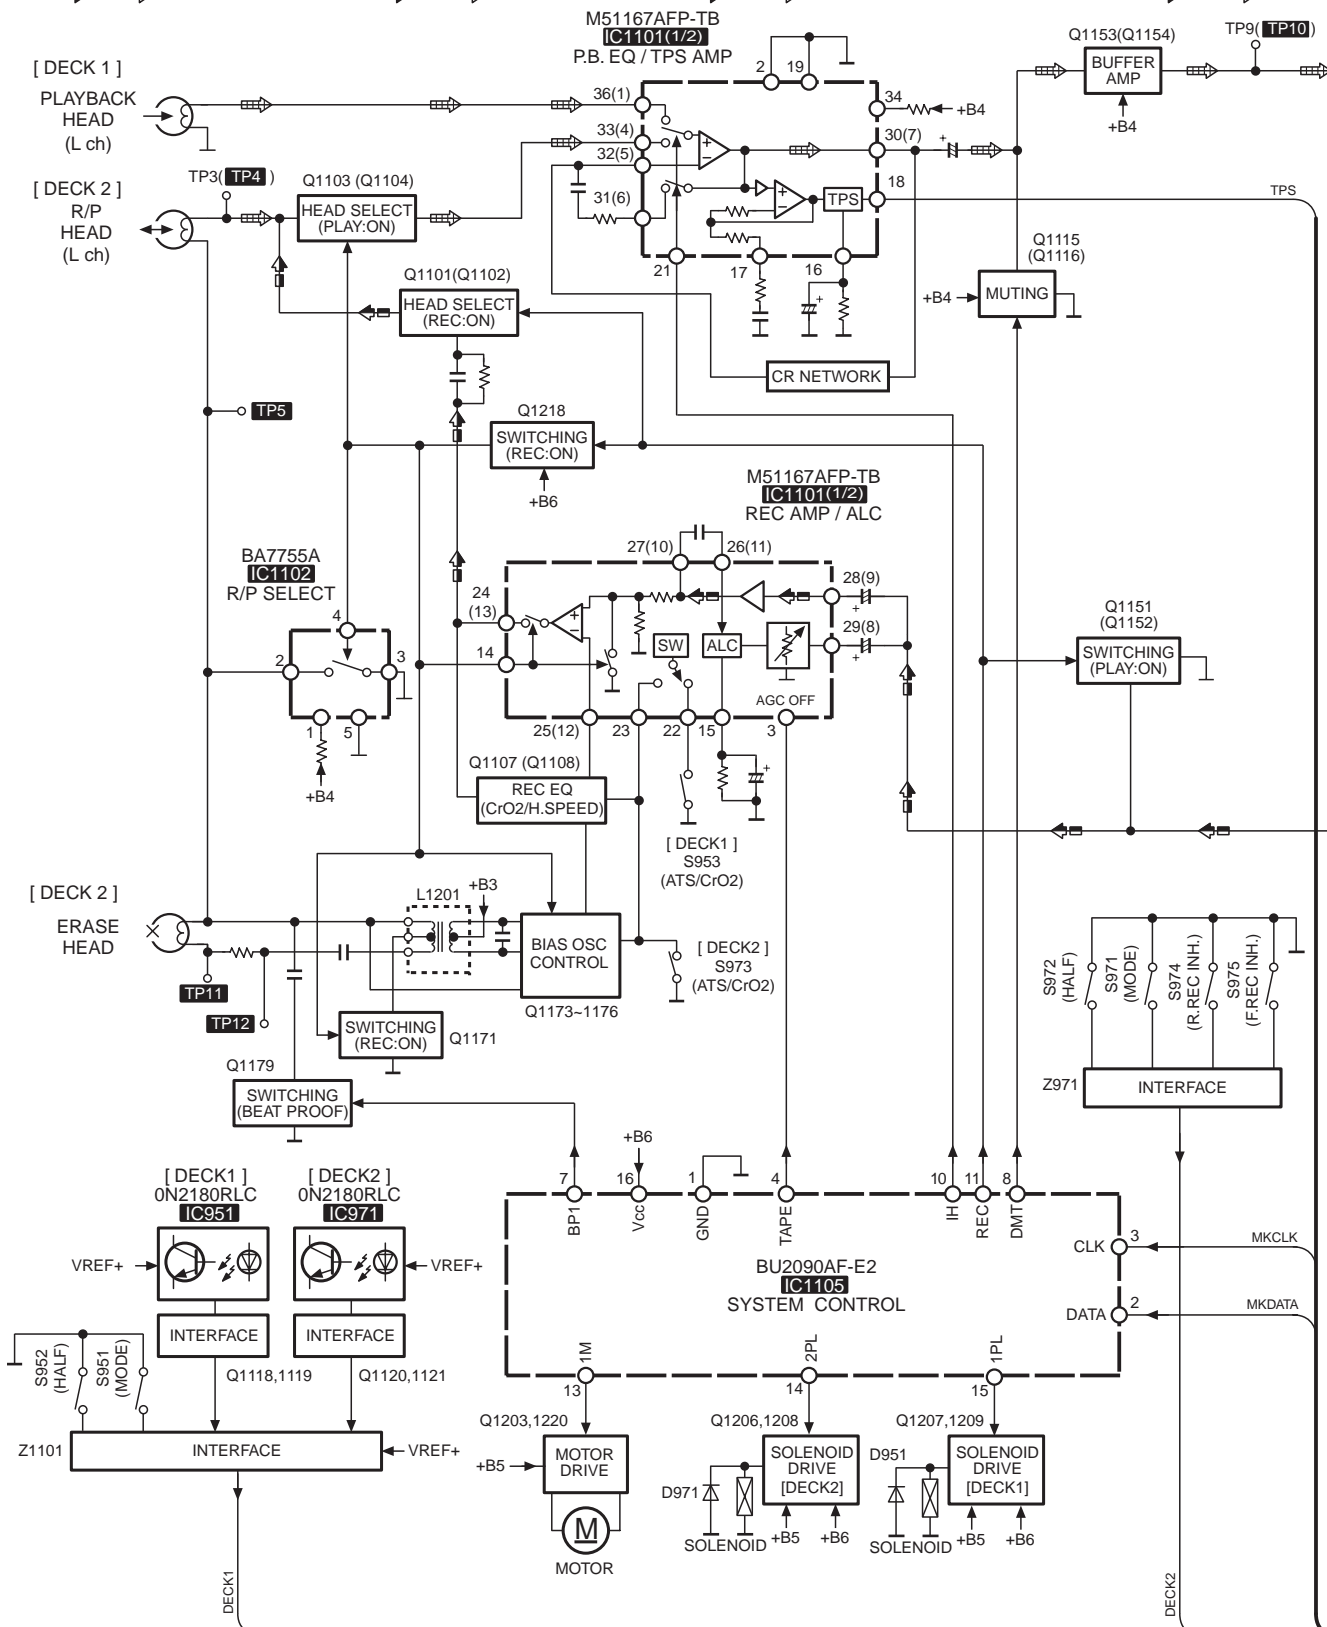 M51167AFP-TB
IC1101(1/2)
P.B. EQ / TPS AMP
2
19
Q1153(Q1154)
BUFFER
AMP
+B4
TP9( TP10 )
[ DECK 1 ]
PLAYBACK
HEAD
(L ch)
36(1)
33(4)
32(5)
31(6)
34
+B4
30(7)
18
TPS
+
–
+
–
TPS
+
21
17
16
+
[ DECK 2 ]
R/P
HEAD
(L ch)
TP3( TP4 )
Q1103 (Q1104)
HEAD SELECT
(PLAY:ON)
Q1101(Q1102)
HEAD SELECT
(REC:ON)
Q1115
(Q1116)
+B4
MUTING
CR NETWORK
TP5
Q1218
SWITCHING
(REC:ON)
+B6
M51167AFP-TB
IC1101(1/2)
REC AMP / ALC
27(10)
26(11)
24
(13)
14
28(9)
+
29(8)
+
+
–
SW
ALC
AGC OFF
25(12)
23
22
15
3
+
BA7755A
IC1102
R/P SELECT
4
2
3
1
5
+B4
Q1151
(Q1152)
SWITCHING
(PLAY:ON)
Q1107 (Q1108)
REC EQ
(CrO2/H.SPEED)
[ DECK1 ]
S953
(ATS/CrO2)
[ DECK 2 ]
ERASE
HEAD
L1201
+B3
BIAS OSC
CONTROL
Q1173~1176
[ DECK2 ]
S973
(ATS/CrO2)
TP11
TP12
SWITCHING
(REC:ON)
Q1171
Q1179
SWITCHING
(BEAT PROOF)
S972
(HALF)
S971
(MODE)
S974
(R.REC INH.)
S975
(F.REC INH.)
Z971
INTERFACE
+B6
7
16
1
4
10
11
8
BP1
Vcc
GND
TAPE
IH
REC
DMT
BU2090AF-E2
IC1105
SYSTEM CONTROL
CLK
3
MKCLK
DATA
2
MKDATA
1M
2PL
1PL
13
14
15
[ DECK1 ]
0N2180RLC
IC951
[ DECK2 ]
0N2180RLC
IC971
VREF+
VREF+
INTERFACE
INTERFACE
Q1118,1119
Q1120,1121
S952
(HALF)
S951
(MODE)
Z1101
INTERFACE
VREF+
Q1203,1220
+B5
MOTOR
DRIVE
M
MOTOR
Q1206,1208
SOLENOID
DRIVE
[DECK2]
D971
SOLENOID
+B5
+B6
Q1207,1209
D951
SOLENOID
DRIVE
[DECK1]
SOLENOID
+B5
+B6
DECK1
DECK2